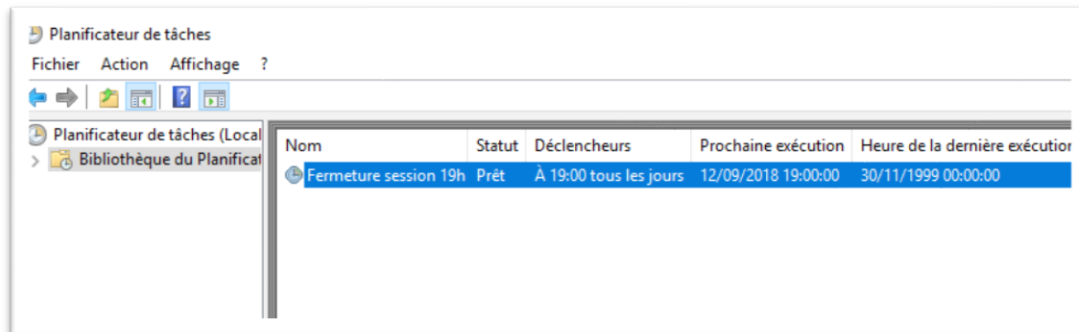 Planificateur de tâches
Fichier Action Affichage ?
Planificateur de tâches (Local
Bibliothèque du Planificat
Nom Statut Déclencheurs Prochaine exécution Heure de la dernière exécution
Fermeture session 19h Prêt À 19:00 tous les jours 12/09/2018 19:00:00 30/11/1999 00:00:00